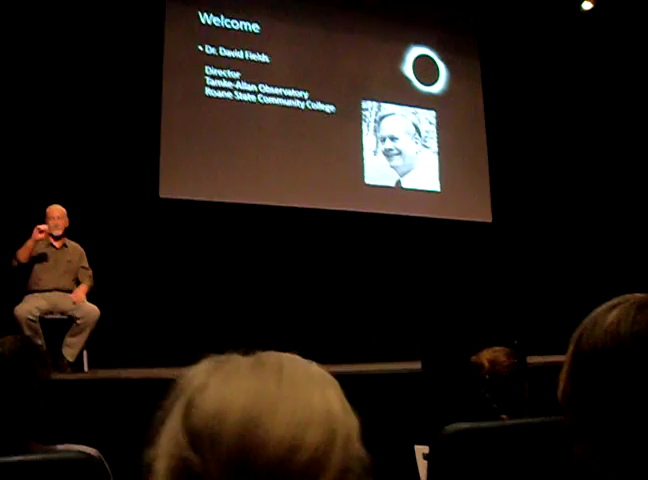 Welcome
• Dr. David Fields
Director
Tamke-Allan Observatory
Roane State Community College